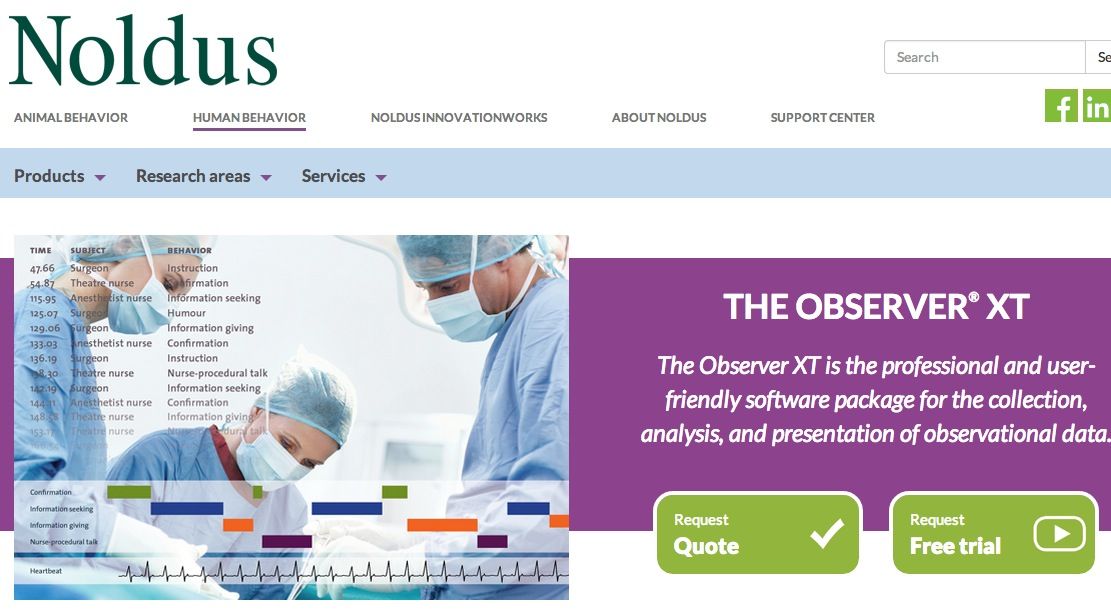 Noldus
Search
Se
ANIMAL BEHAVIOR HUMAN BEHAVIOR NOLDUS INNOVATIONWORKS ABOUT NOLDUS SUPPORT CENTER
f in
Products Research areas Services
TIME SUBJECT BEHAVIOR
47.66 Surgeon Instruction
54.87 Theatre nurse Confirmation
115.95 Anesthetist nurse Information seeking
125.07 Surgeon Humour
129.06 Surgeon Information giving
133.03 Anesthetist nurse Confirmation
136.19 Surgeon Instruction
138.30 Theatre nurse Nurse-procedural talk
142.19 Surgeon Information seeking
144.11 Anesthetist nurse Confirmation
Theatre nurse Information giving
153.17 Theatre nurse Nurse-procedural talk
Confirmation
Information seeking
Information giving
Nurse-procedural talk
Heartbeat
THE OBSERVER® XT
The Observer XT is the professional and user-
friendly software package for the collection,
analysis, and presentation of observational data.
Request
Quote
Request
Free trial